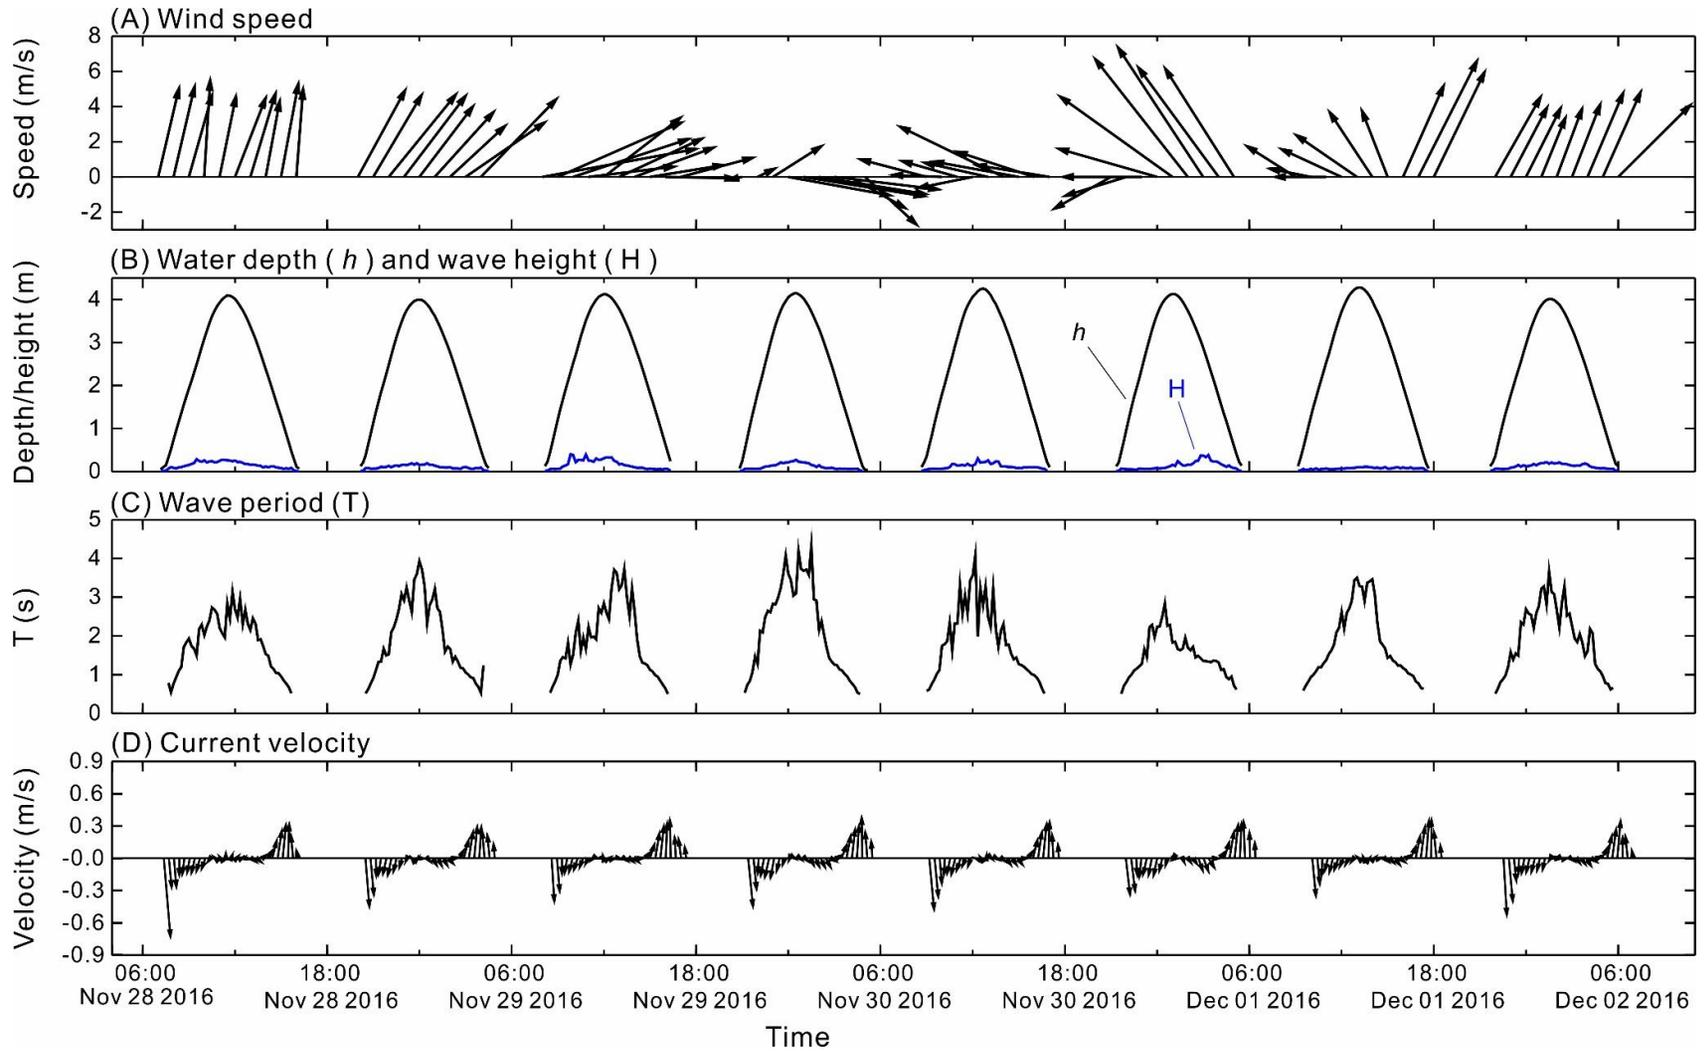 (A) Wind speed
Speed (m/s)
8
6
4
2
0
-2
(B) Water depth ( h ) and wave height ( H )
Depth/height (m)
4
3
2
1
0
h
H
(C) Wave period (T)
T (s)
5
4
3
2
1
0
(D) Current velocity
Velocity (m/s)
0.9
0.6
0.3
-0.0
-0.3
-0.6
-0.9
06:00 18:00 06:00 18:00 06:00 18:00 06:00 18:00 06:00
Nov 28 2016 Nov 28 2016 Nov 29 2016 Nov 29 2016 Nov 30 2016 Nov 30 2016 Dec 01 2016 Dec 01 2016 Dec 02 2016
Time